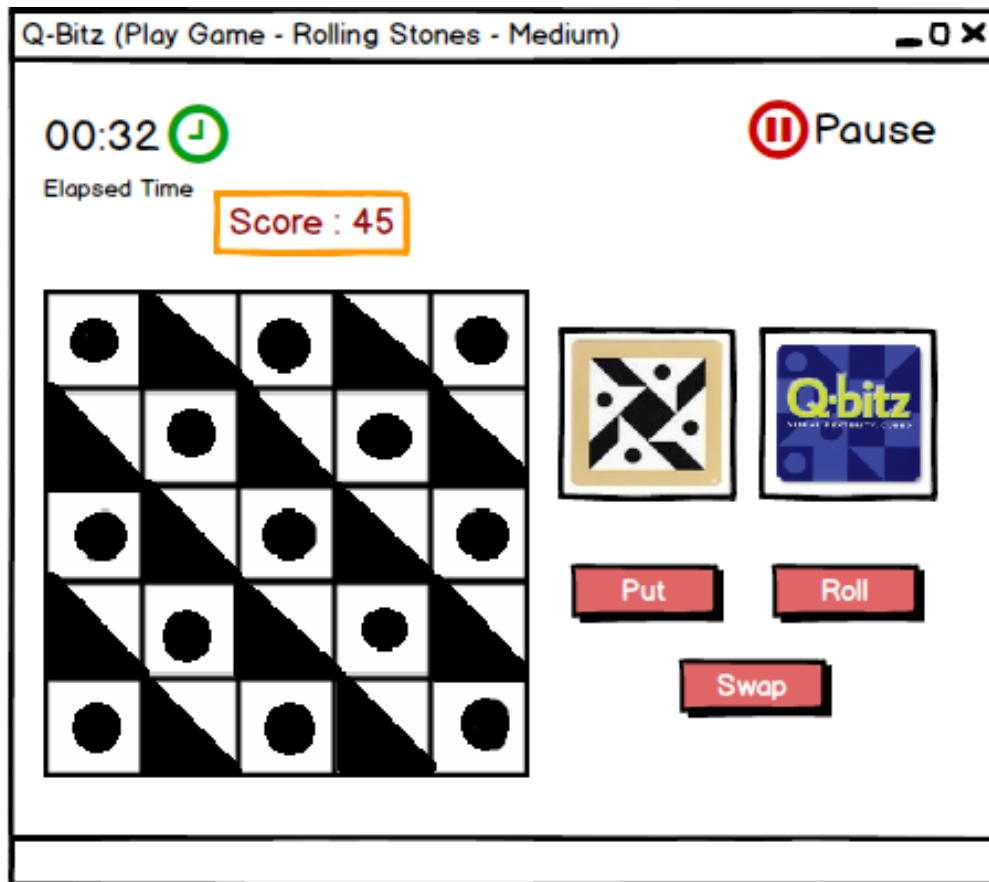 Q-Bitz (Play Game - Rolling Stones - Medium)
00:32
Pause
Elapsed Time
Score : 45
Q·bitz
Put
Roll
Swap